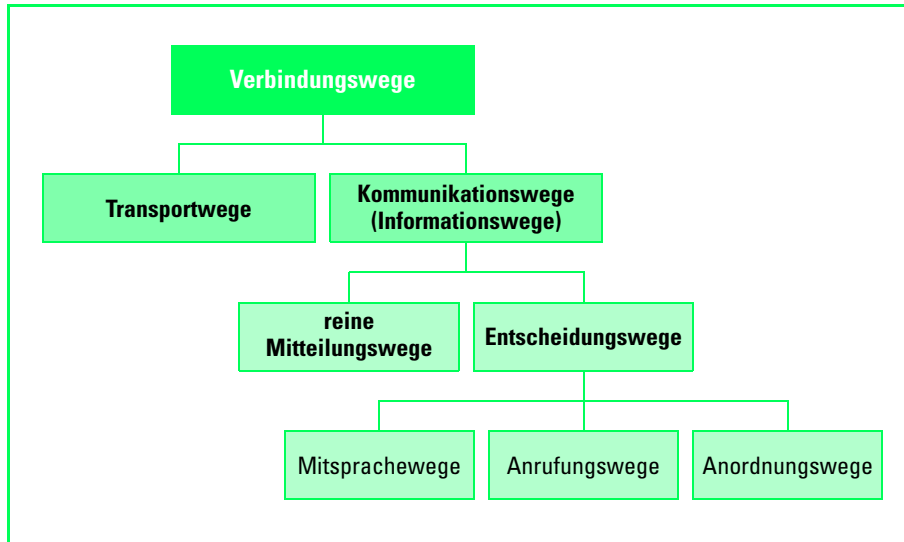 Verbindungswege
Transportwege
Kommunikationswege
(Informationswege)
reine
Mitteilungswege
Entscheidungswege
Mitsprachewege
Anrufungswege
Anordnungswege